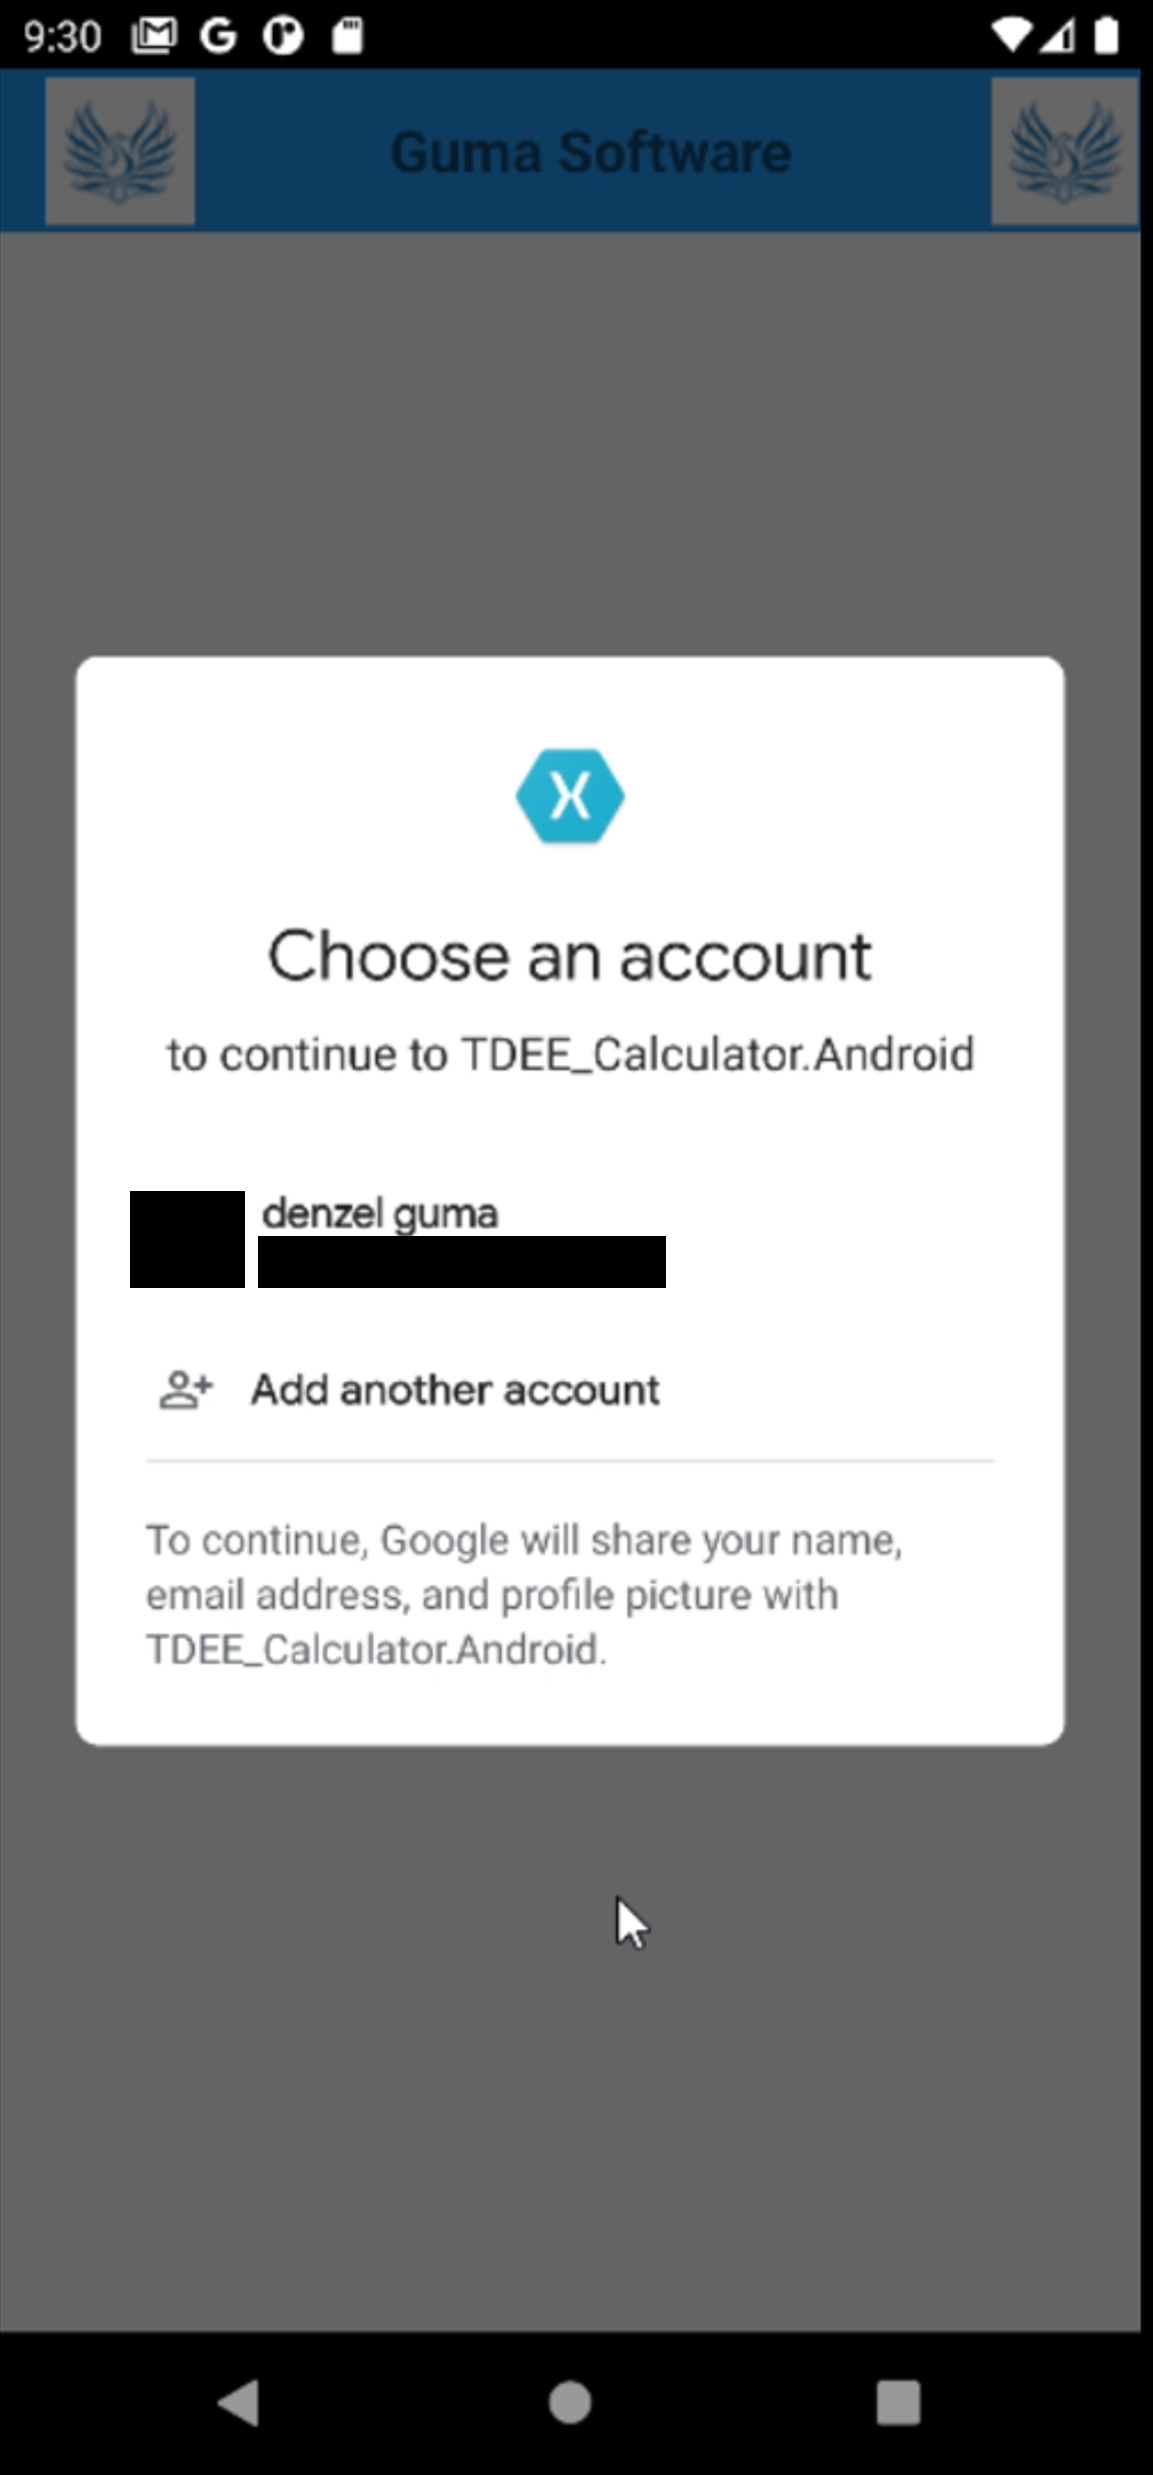 9:30
Guma Software
X
Choose an account
to continue to TDEE_Calculator.Android
denzel guma
Add another account
To continue, Google will share your name,
email address, and profile picture with
TDEE_Calculator.Android.